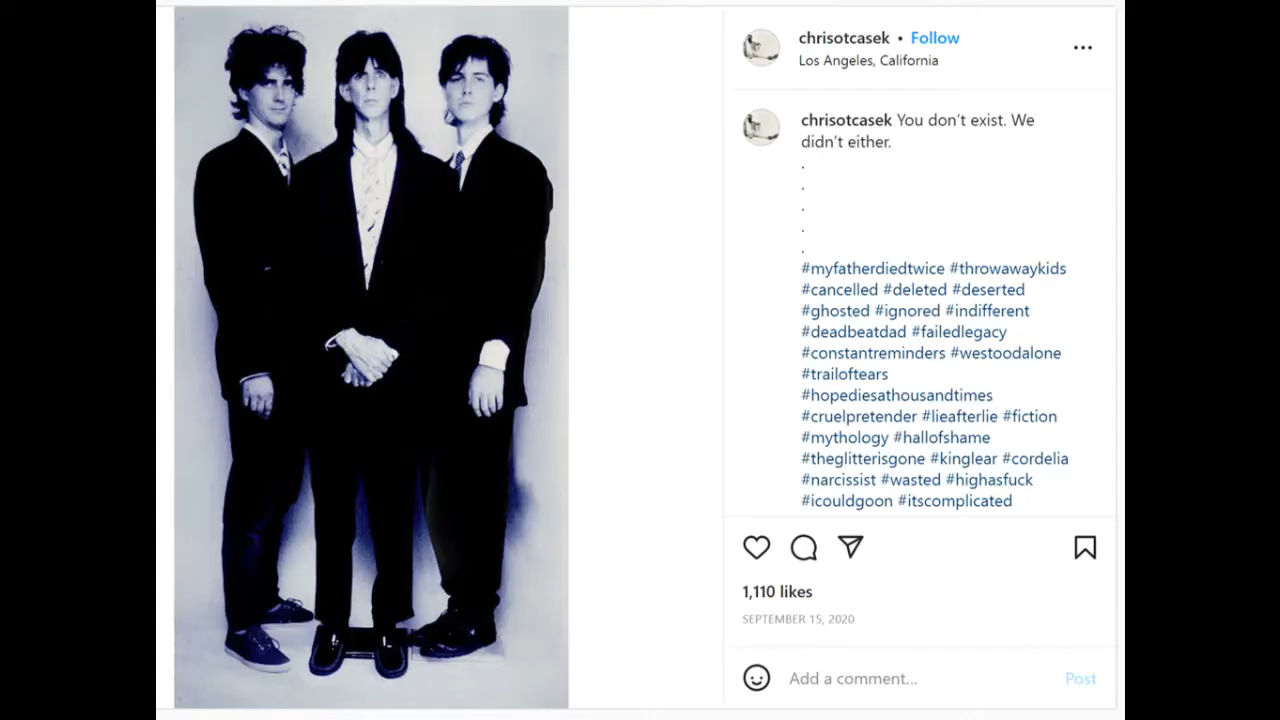 chrisotcasek • Follow
Los Angeles, California
chrisotcasek You don't exist. We
didn't either.
.
.
.
.
.
#myfatherdiedtwice #throwawaykids
#cancelled #deleted #deserted
#ghosted #ignored #indifferent
#deadbeatdad #failedlegacy
#constantreminders #westoodalone
#trailoftears
#hopediesathousandtimes
#cruelpretender #lieafterlie #fiction
#mythology #hallofshame
#theglitterisgone #kinglear #cordelia
#narcissist #wasted #highasfuck
#icouldgoon #itscomplicated
1,110 likes
SEPTEMBER 15, 2020
Add a comment...
Post